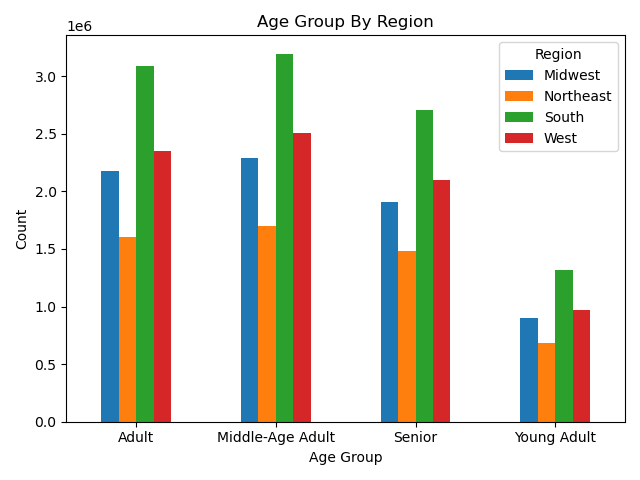 Age Group By Region
1e6
Region
Midwest
Northeast
South
West
3.0
2.5
2.0
1.5
1.0
0.5
0.0
Count
Adult
Middle-Age Adult
Senior
Young Adult
Age Group